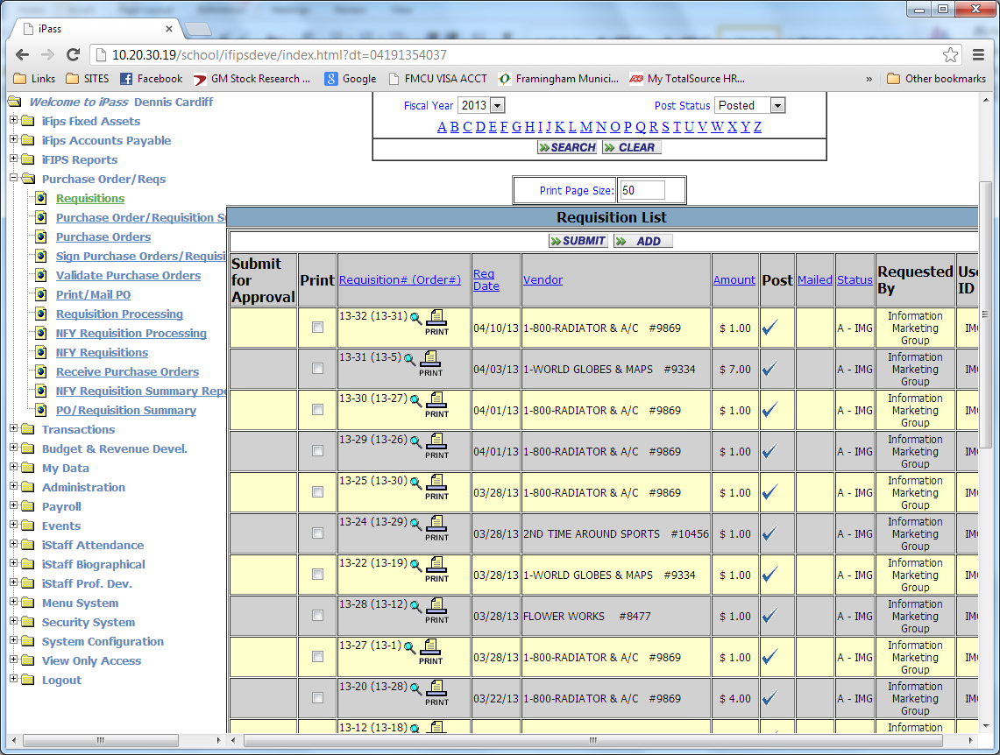 iPass
10.20.30.19/school/ifipsdeve/index.html?dt=04191354037
Links SITES Facebook GM Stock Research ... Google FMCU VISA ACCT Framingham Munici... My TotalSource HR... » Other bookmarks
Welcome to iPass Dennis Cardiff
iFips Fixed Assets
iFips Accounts Payable
iFIPS Reports
Purchase Order/Reqs
Requisitions
Purchase Order/Requisition S
Purchase Orders
Sign Purchase Orders/Requisi
Validate Purchase Orders
Print/Mail PO
Requisition Processing
NFY Requisition Processing
NFY Requisitions
Receive Purchase Orders
NFY Requisition Summary Repo
PO/Requisition Summary
Transactions
Budget & Revenue Devel.
My Data
Administration
Payroll
Events
iStaff Attendance
iStaff Biographical
iStaff Prof. Dev.
Menu System
Security System
System Configuration
View Only Access
Logout
Fiscal Year 2013 Post Status Posted
A B C D E F G H I J K L M N O P Q R S T U V W X Y Z
SEARCH CLEAR
Print Page Size: 50
Requisition List
SUBMIT ADD
Submit for Approval Print Requisition# (Order#) Req Date Vendor Amount Post Mailed Status Requested By Use ID
13-32 (13-31) PRINT 04/10/13 1-800-RADIATOR & A/C #9869 $ 1.00 A - IMG Information Marketing Group IMG
13-31 (13-5) PRINT 04/03/13 1-WORLD GLOBES & MAPS #9334 $ 7.00 A - IMG Information Marketing Group IMG
13-30 (13-27) PRINT 04/01/13 1-800-RADIATOR & A/C #9869 $ 1.00 A - IMG Information Marketing Group IMG
13-29 (13-26) PRINT 04/01/13 1-800-RADIATOR & A/C #9869 $ 1.00 A - IMG Information Marketing Group IMG
13-25 (13-30) PRINT 03/28/13 1-800-RADIATOR & A/C #9869 $ 1.00 A - IMG Information Marketing Group IMG
13-24 (13-29) PRINT 03/28/13 2ND TIME AROUND SPORTS #10456 $ 1.00 A - IMG Information Marketing Group IMG
13-22 (13-19) PRINT 03/28/13 1-WORLD GLOBES & MAPS #9334 $ 1.00 A - IMG Information Marketing Group IMG
13-28 (13-12) PRINT 03/28/13 FLOWER WORKS #8477 $ 1.00 A - IMG Information Marketing Group IMG
13-27 (13-1) PRINT 03/28/13 1-800-RADIATOR & A/C #9869 $ 1.00 A - IMG Information Marketing Group IMG
13-20 (13-28) PRINT 03/22/13 1-800-RADIATOR & A/C #9869 $ 4.00 A - IMG Information Marketing Group IMG
13-12 (13-18) Information